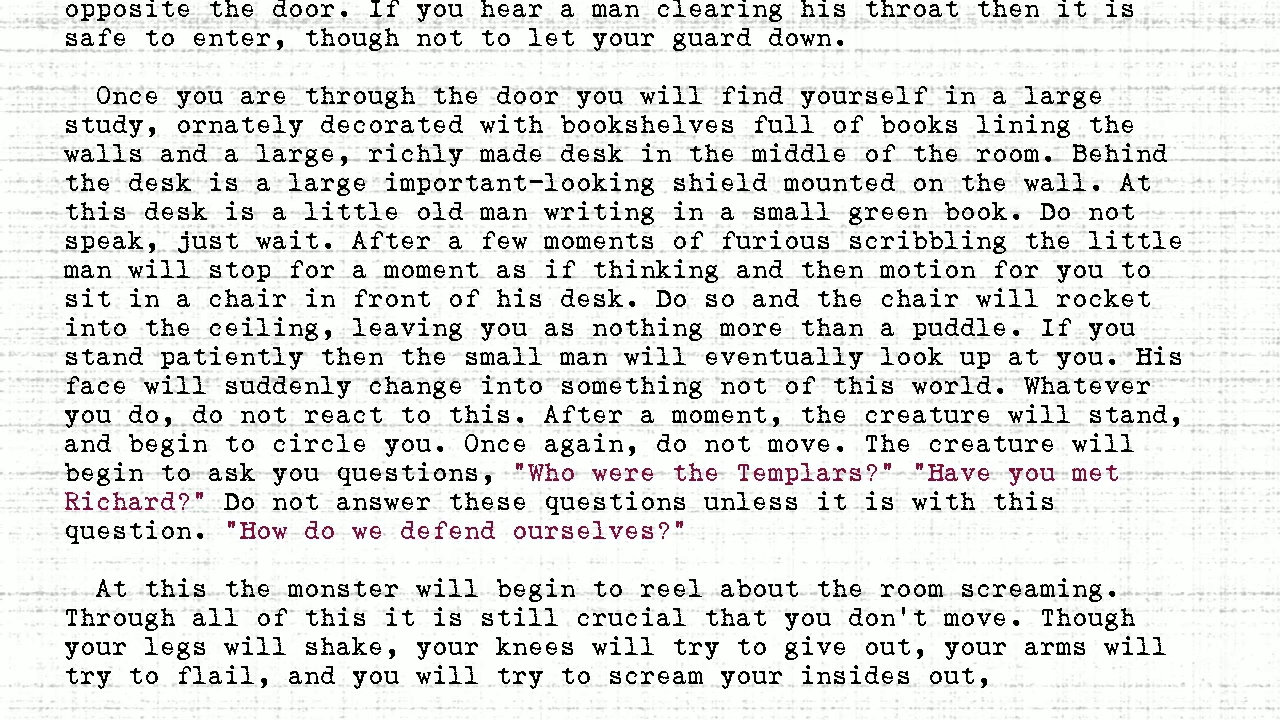 opposite the door. If you hear a man clearing his throat then it is
safe to enter, though not to let your guard down.
Once you are through the door you will find yourself in a large
study, ornately decorated with bookshelves full of books lining the
walls and a large, richly made desk in the middle of the room. Behind
the desk is a large important-looking shield mounted on the wall. At
this desk is a little old man writing in a small green book. Do not
speak, just wait. After a few moments of furious scribbling the little
man will stop for a moment as if thinking and then motion for you to
sit in a chair in front of his desk. Do so and the chair will rocket
into the ceiling, leaving you as nothing more than a puddle. If you
stand patiently then the small man will eventually look up at you. His
face will suddenly change into something not of this world. Whatever
you do, do not react to this. After a moment, the creature will stand,
and begin to circle you. Once again, do not move. The creature will
begin to ask you questions, "Who were the Templars?" "Have you met
Richard?" Do not answer these questions unless it is with this
question. "How do we defend ourselves?"
At this the monster will begin to reel about the room screaming.
Through all of this it is still crucial that you don't move. Though
your legs will shake, your knees will try to give out, your arms will
try to flail, and you will try to scream your insides out,